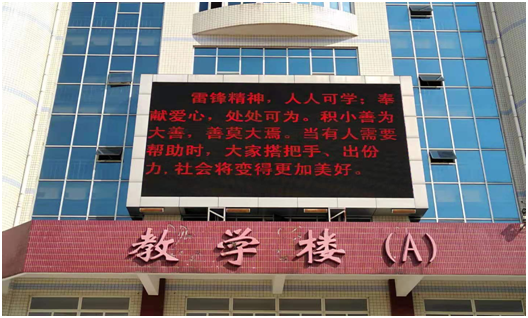 雷锋精神，人人可学；奉
献爱心，处处可为。积小善为
大善，善莫大焉。当有人需要
帮助时，大家搭把手、出份
力,社会将变得更加美好。
教学楼(A)